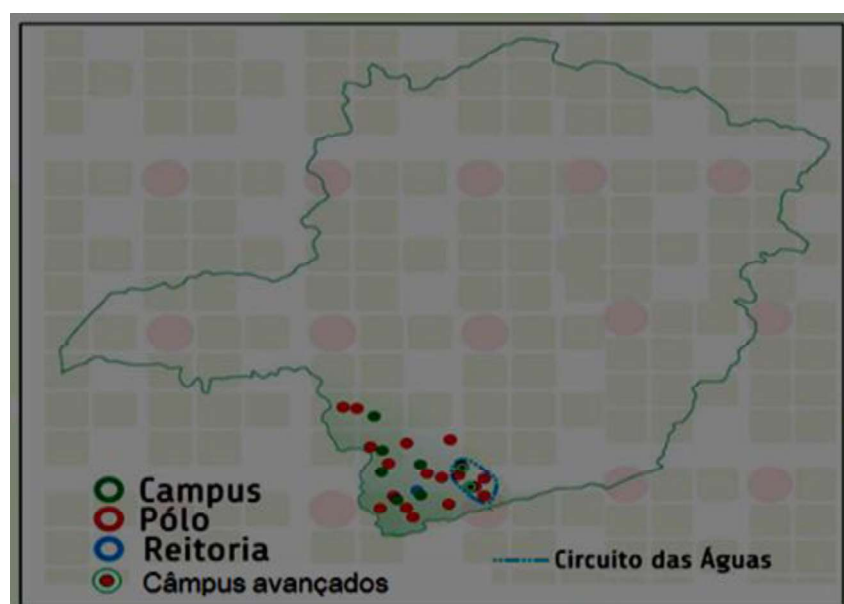 Campus
Pólo
Reitoria
Câmpus avançados
Circuito das Águas